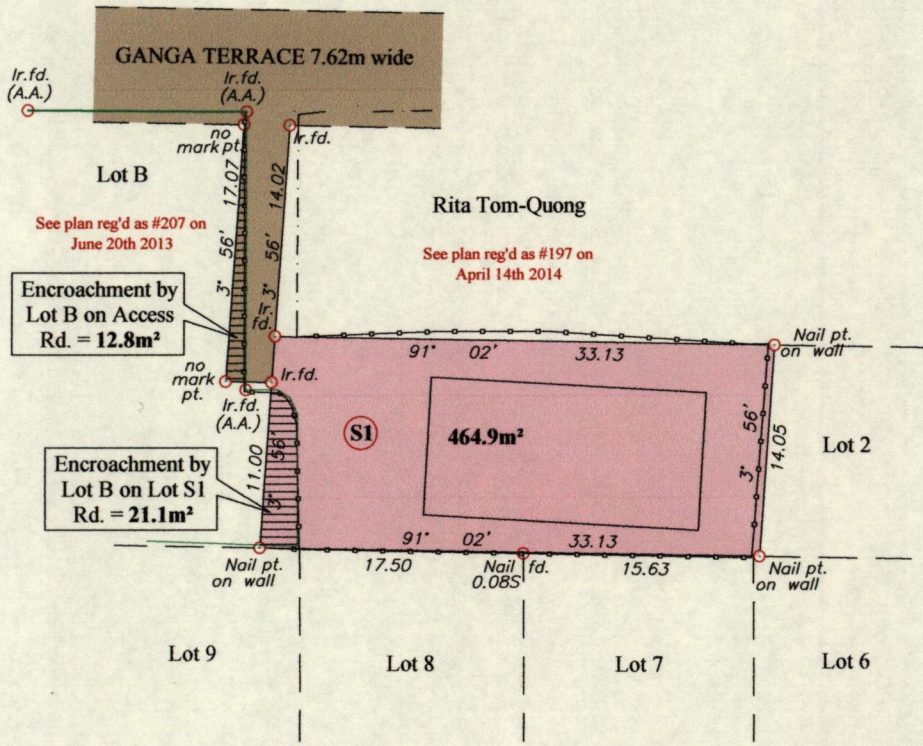 GANGA TERRACE 7.62m wide
Ir.fd.
(A.A.)
Ir.fd.
(A.A.)
no
mark pt.
Ir.fd.
Lot B
17.07
56'
3°
14.02
56'
3°
See plan reg'd as #207 on
June 20th 2013
Rita Tom-Quong
See plan reg'd as #197 on
April 14th 2014
Encroachment by
Lot B on Access
Rd. = 12.8m²
Ir.
fd.
Nail pt.
on wall
91° 02' 33.13
no
mark
pt.
Ir.fd.
Ir.fd.
(A.A.)
S1
464.9m²
56'
3°
14.05
Lot 2
11.00
56'
3°
Encroachment by
Lot B on Lot S1
Rd. = 21.1m²
91° 02' 33.13
Nail pt.
on wall
17.50
Nail fd.
0.08S
15.63
Nail pt.
on wall
Lot 9
Lot 8
Lot 7
Lot 6